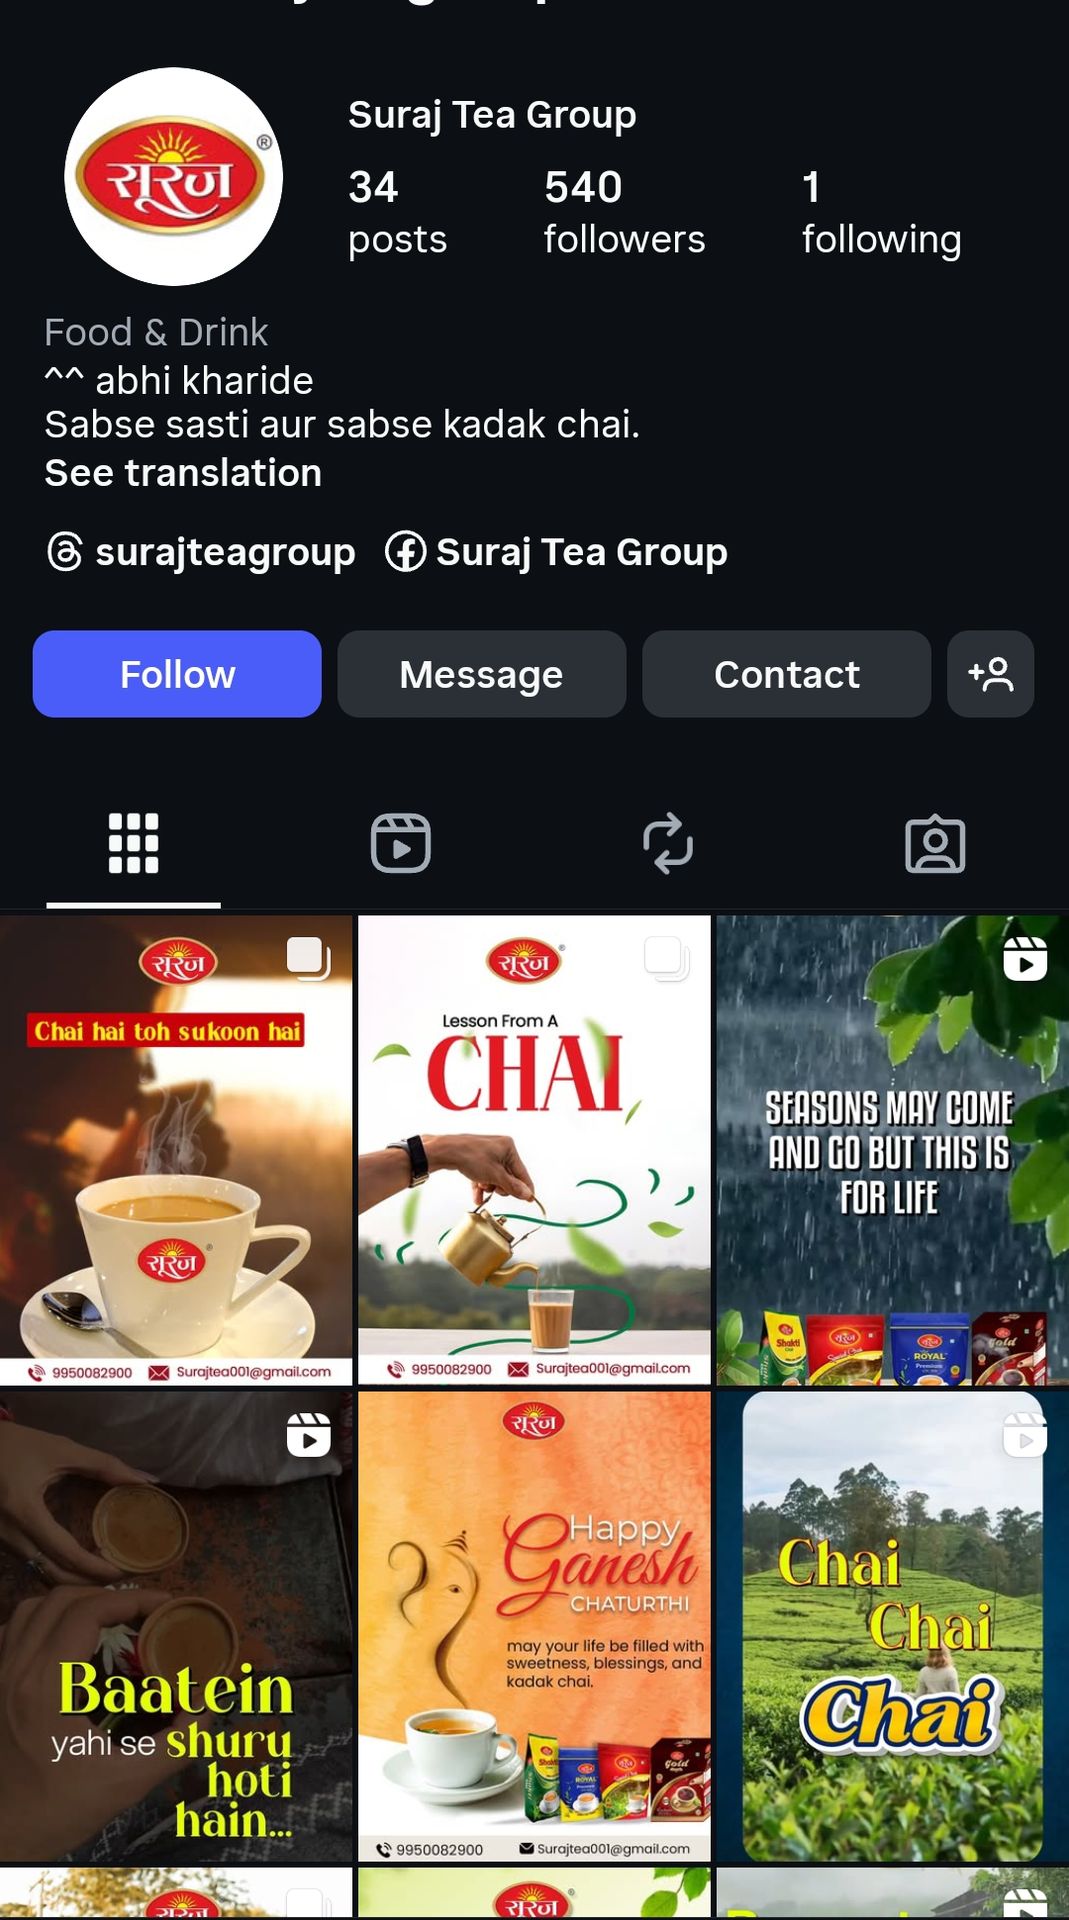 Suraj Tea Group
34
540
1
posts
followers
following
सूरज ®
Food & Drink
^^ abhi kharide
Sabse sasti aur sabse kadak chai.
See translation
surajteagroup
Suraj Tea Group
Follow
Message
Contact
सूरज
Chai hai toh sukoon hai
सूरज
9950082900
Surajtea001@gmail.com
सूरज
Lesson From A
CHAI
9950082900
Surajtea001@gmail.com
SEASONS MAY COME
AND GO BUT THIS IS
FOR LIFE
Shakti
सूरज
सूरज
ROYAL
Premium
Gold
Baatein
yahi se shuru
hoti
hain...
सूरज
Happy
Ganesh
CHATURTHI
may your life be filled with
sweetness, blessings, and
kadak chai.
Shakti
ROYAL
Gold
9950082900
Surajtea001@gmail.com
Chai
Chai
Chai
सूरज
सूरज